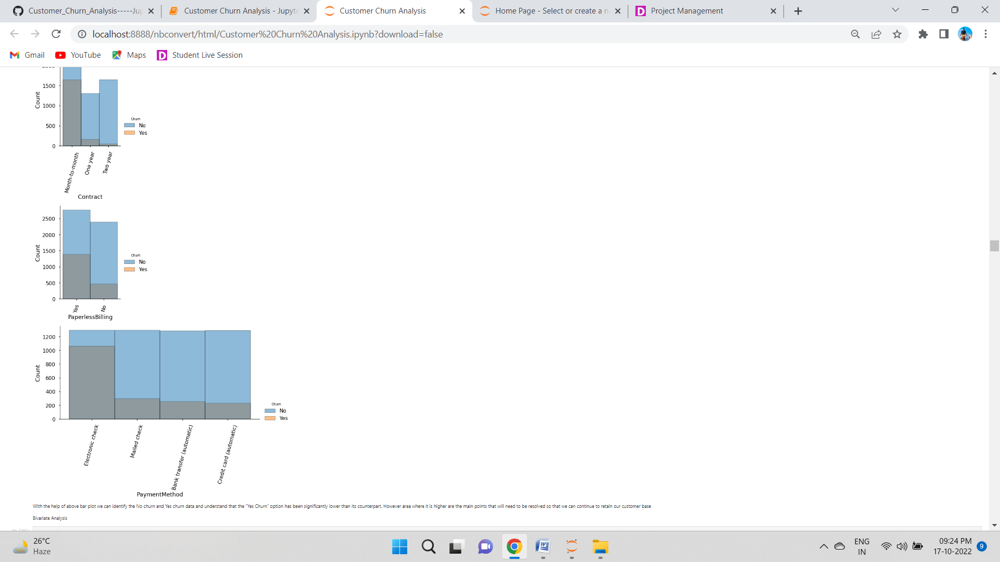 Customer_Churn_Analysis-----Ju
Customer Churn Analysis - Jupyt
Customer Churn Analysis
Home Page - Select or create a n
Project Management
localhost:8888/nbconvert/html/Customer%20Churn%20Analysis.ipynb?download=false
Gmail
YouTube
Maps
Student Live Session
1500
1000
500
0
Count
Churn
No
Yes
Month-to-month
One year
Two year
Contract
2500
2000
1500
1000
500
0
Count
Churn
No
Yes
Yes
No
PaperlessBilling
1200
1000
800
600
400
200
0
Count
Churn
No
Yes
Electronic check
Mailed check
Bank transfer (automatic)
Credit card (automatic)
PaymentMethod
With the help of above bar plot we can identify the No churn and Yes churn data and understand that the "Yes Churn" option has been significantly lower than its counterpart. However area where it is higher are the main points that will need to be resolved so that we can continue to retain our customer base
Bivariate Analysis
26°C
Haze
ENG
IN
09:24 PM
17-10-2022
9